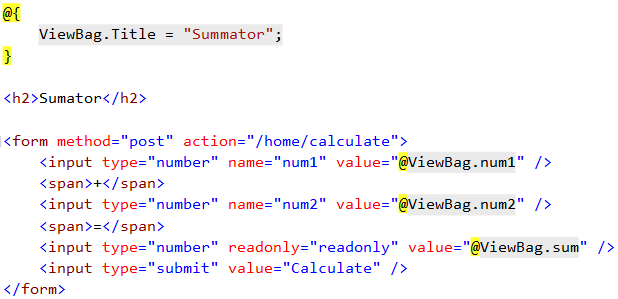 @{
    ViewBag.Title = "Summator";
}

<h2>Sumator</h2>

<form method="post" action="/home/calculate">
    <input type="number" name="num1" value="@ViewBag.num1" />
    <span>+</span>
    <input type="number" name="num2" value="@ViewBag.num2" />
    <span>=</span>
    <input type="number" readonly="readonly" value="@ViewBag.sum" />
    <input type="submit" value="Calculate" />
</form>